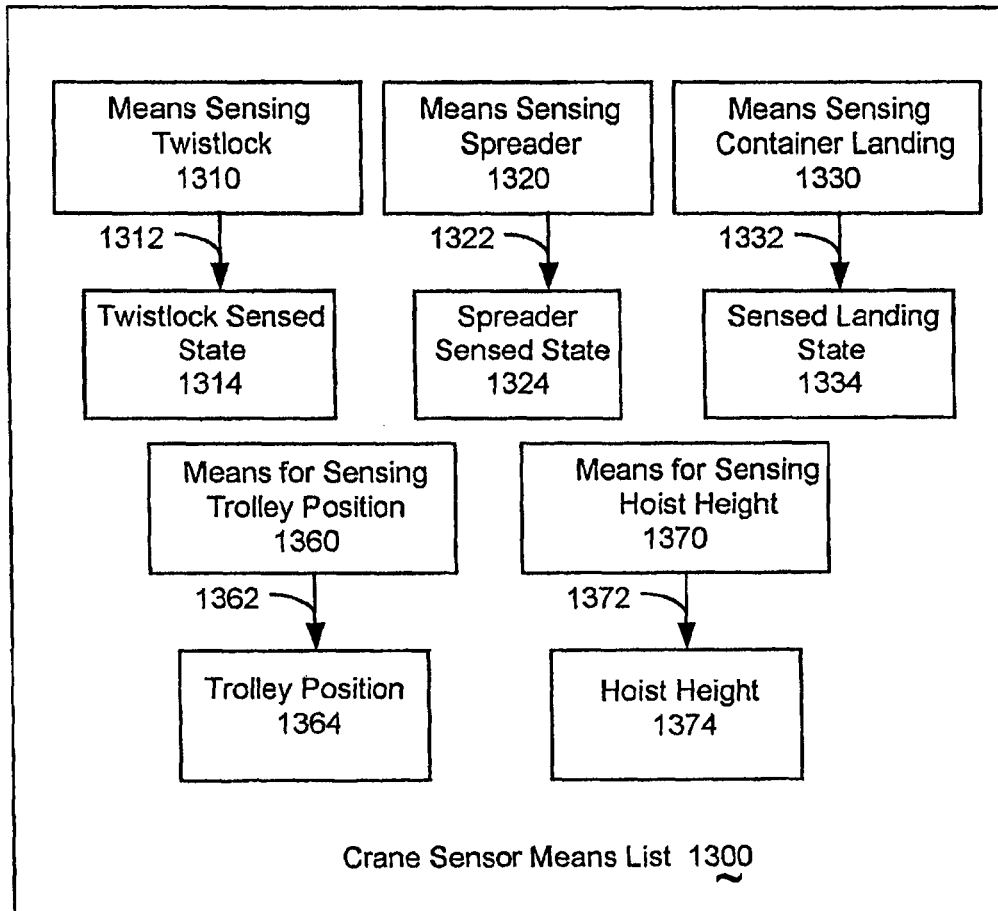 Means Sensing
Twistlock
1310
Means Sensing
Spreader
1320
Means Sensing
Container Landing
1330
1312
1322
1332
Twistlock Sensed
State
1314
Spreader
Sensed State
1324
Sensed Landing
State
1334
Means for Sensing
Trolley Position
1360
Means for Sensing
Hoist Height
1370
1362
1372
Trolley Position
1364
Hoist Height
1374
Crane Sensor Means List 1300